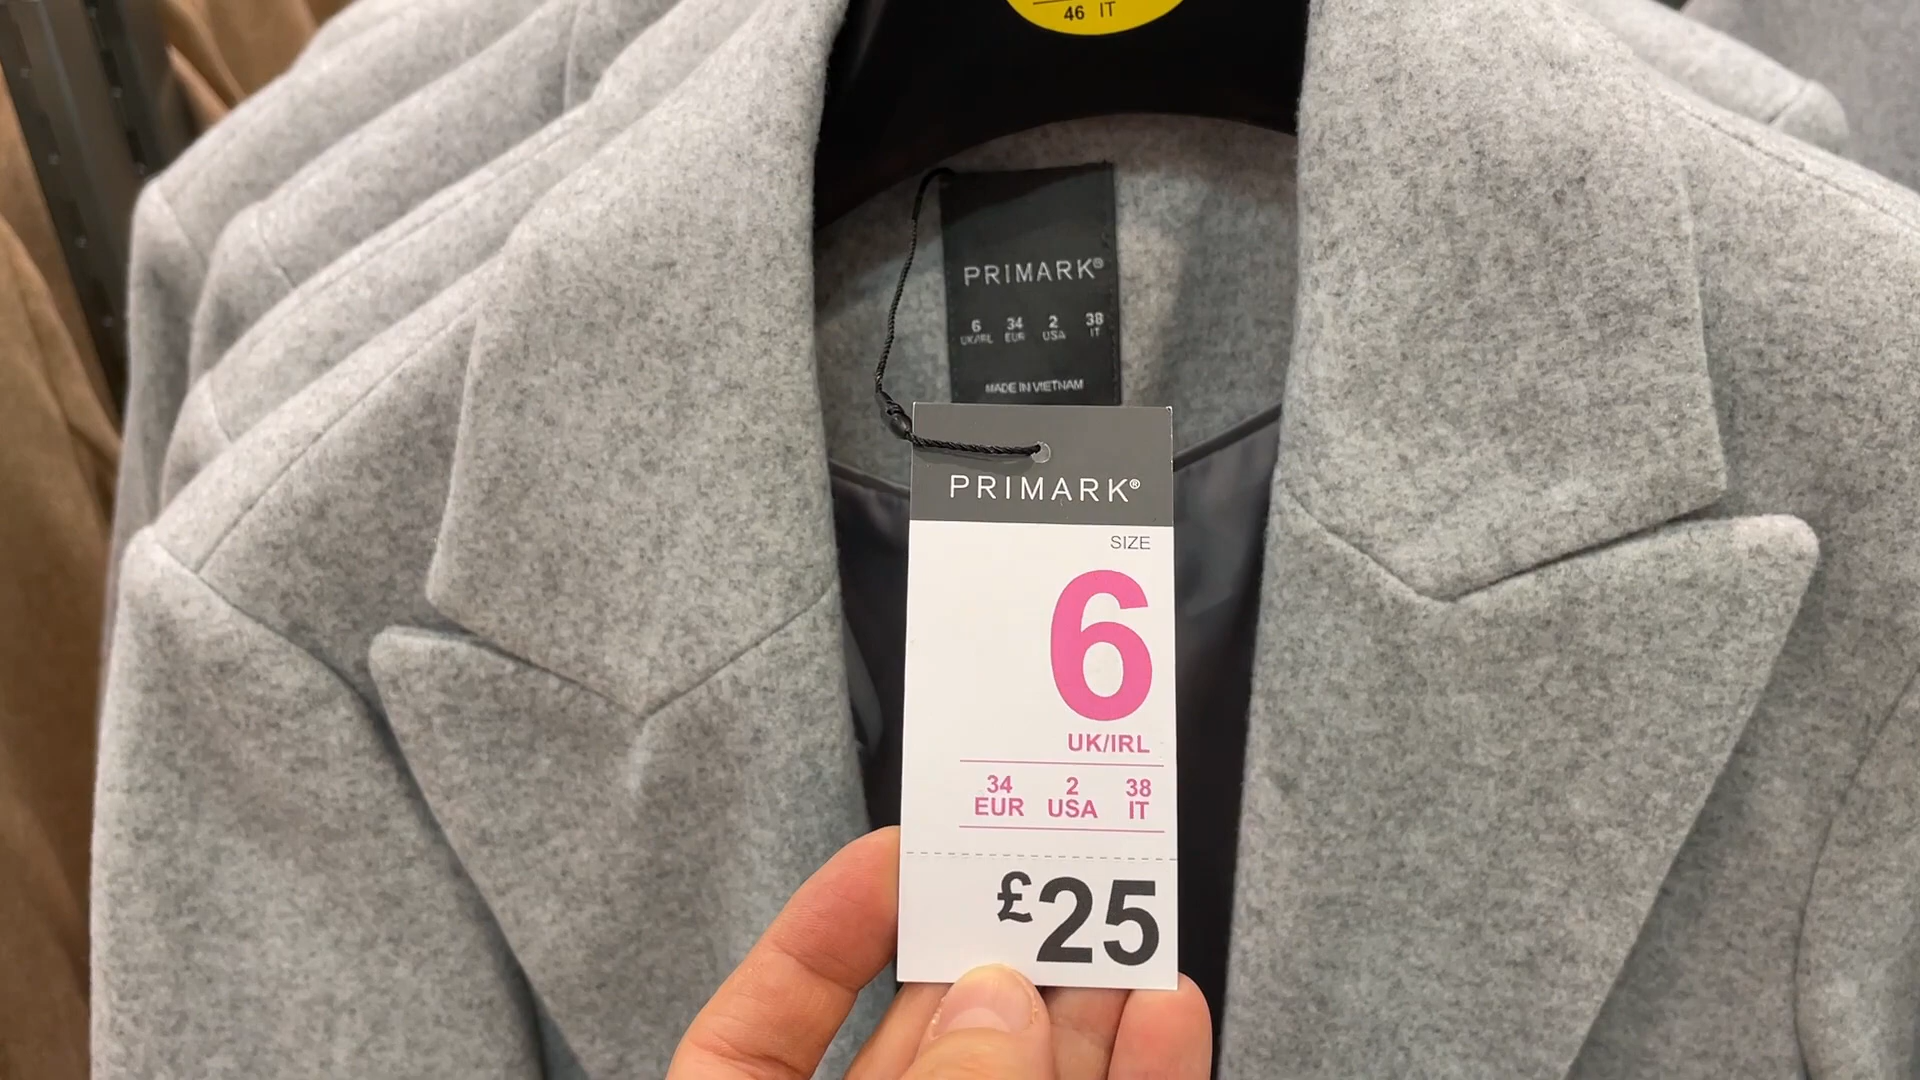 46 IT
PRIMARK®
6 34 2 38
UK/IRL EUR USA IT
MADE IN VIETNAM
PRIMARK®
SIZE
6
UK/IRL
34 2 38
EUR USA IT
£25